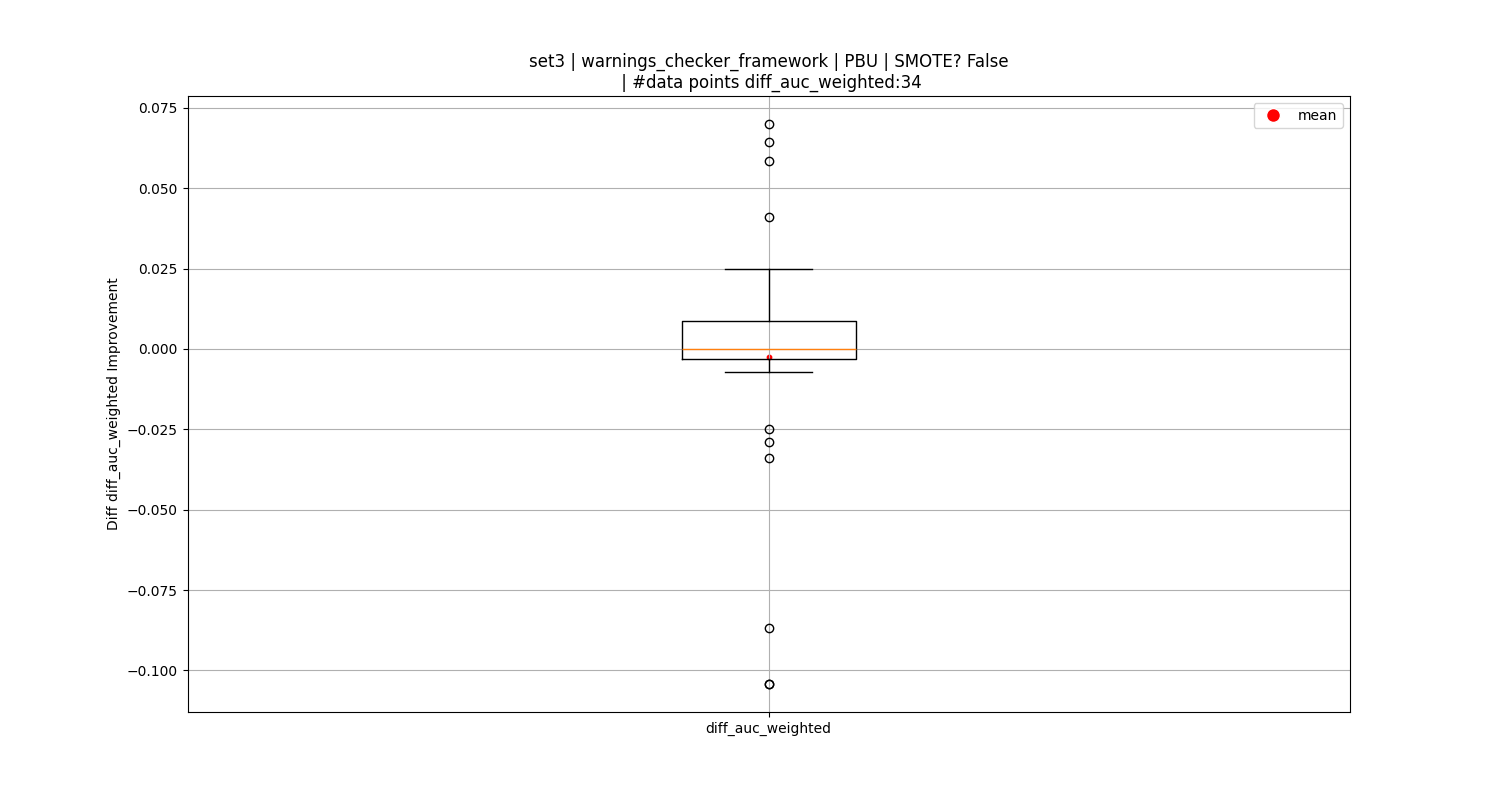 set3 | warnings_checker_framework | PBU | SMOTE? False
| #data points diff_auc_weighted:34
mean
0.075
0.050
0.025
0.000
−0.025
−0.050
−0.075
−0.100
Diff diff_auc_weighted Improvement
diff_auc_weighted